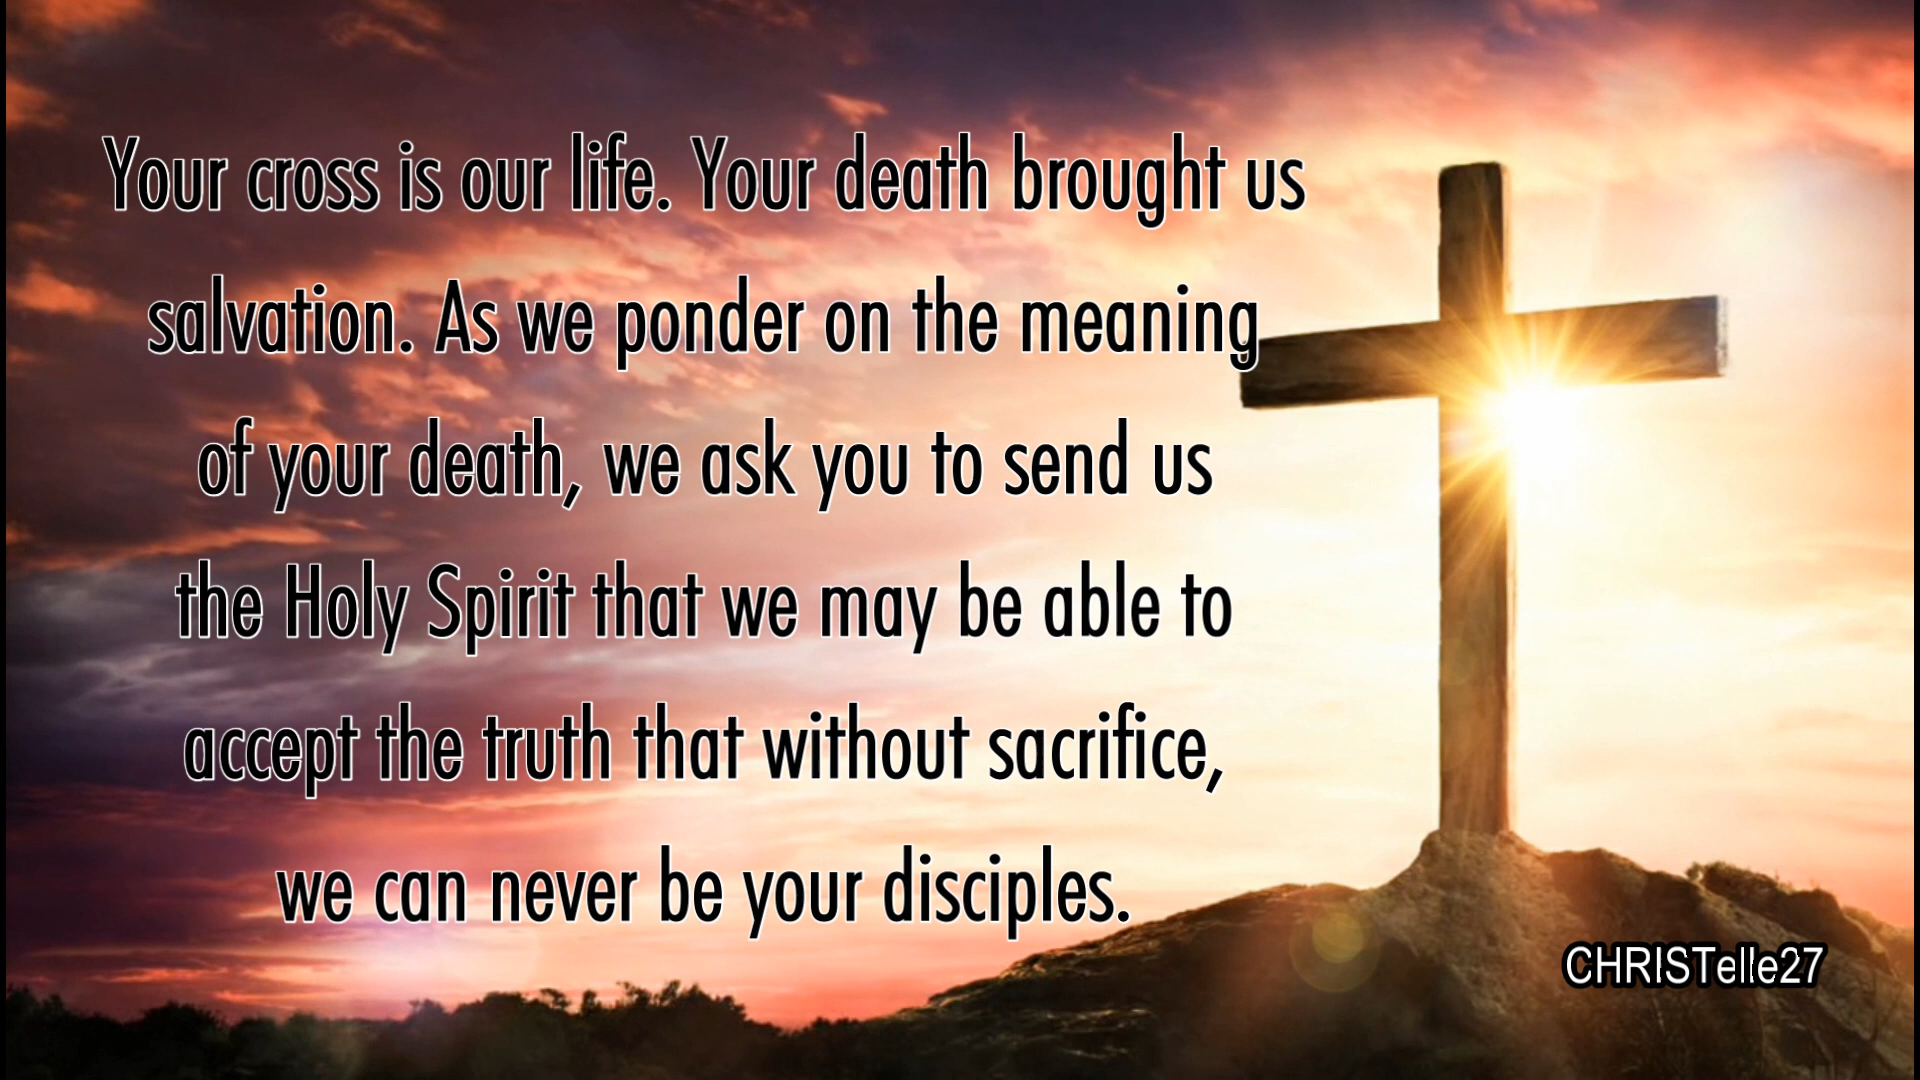 Your cross is our life. Your death brought us
salvation. As we ponder on the meaning
of your death, we ask you to send us
the Holy Spirit that we may be able to
accept the truth that without sacrifice,
we can never be your disciples.
CHRISTelle27